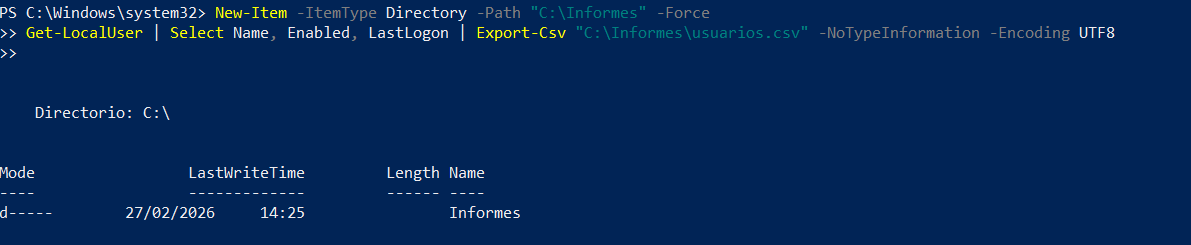 PS C:\Windows\system32> New-Item -ItemType Directory -Path "C:\Informes" -Force
>> Get-LocalUser | Select Name, Enabled, LastLogon | Export-Csv "C:\Informes\usuarios.csv" -NoTypeInformation -Encoding UTF8
>>
Directorio: C:\
Mode                LastWriteTime         Length Name
----                -------------         ------ ----
d-----       27/02/2026     14:25                Informes